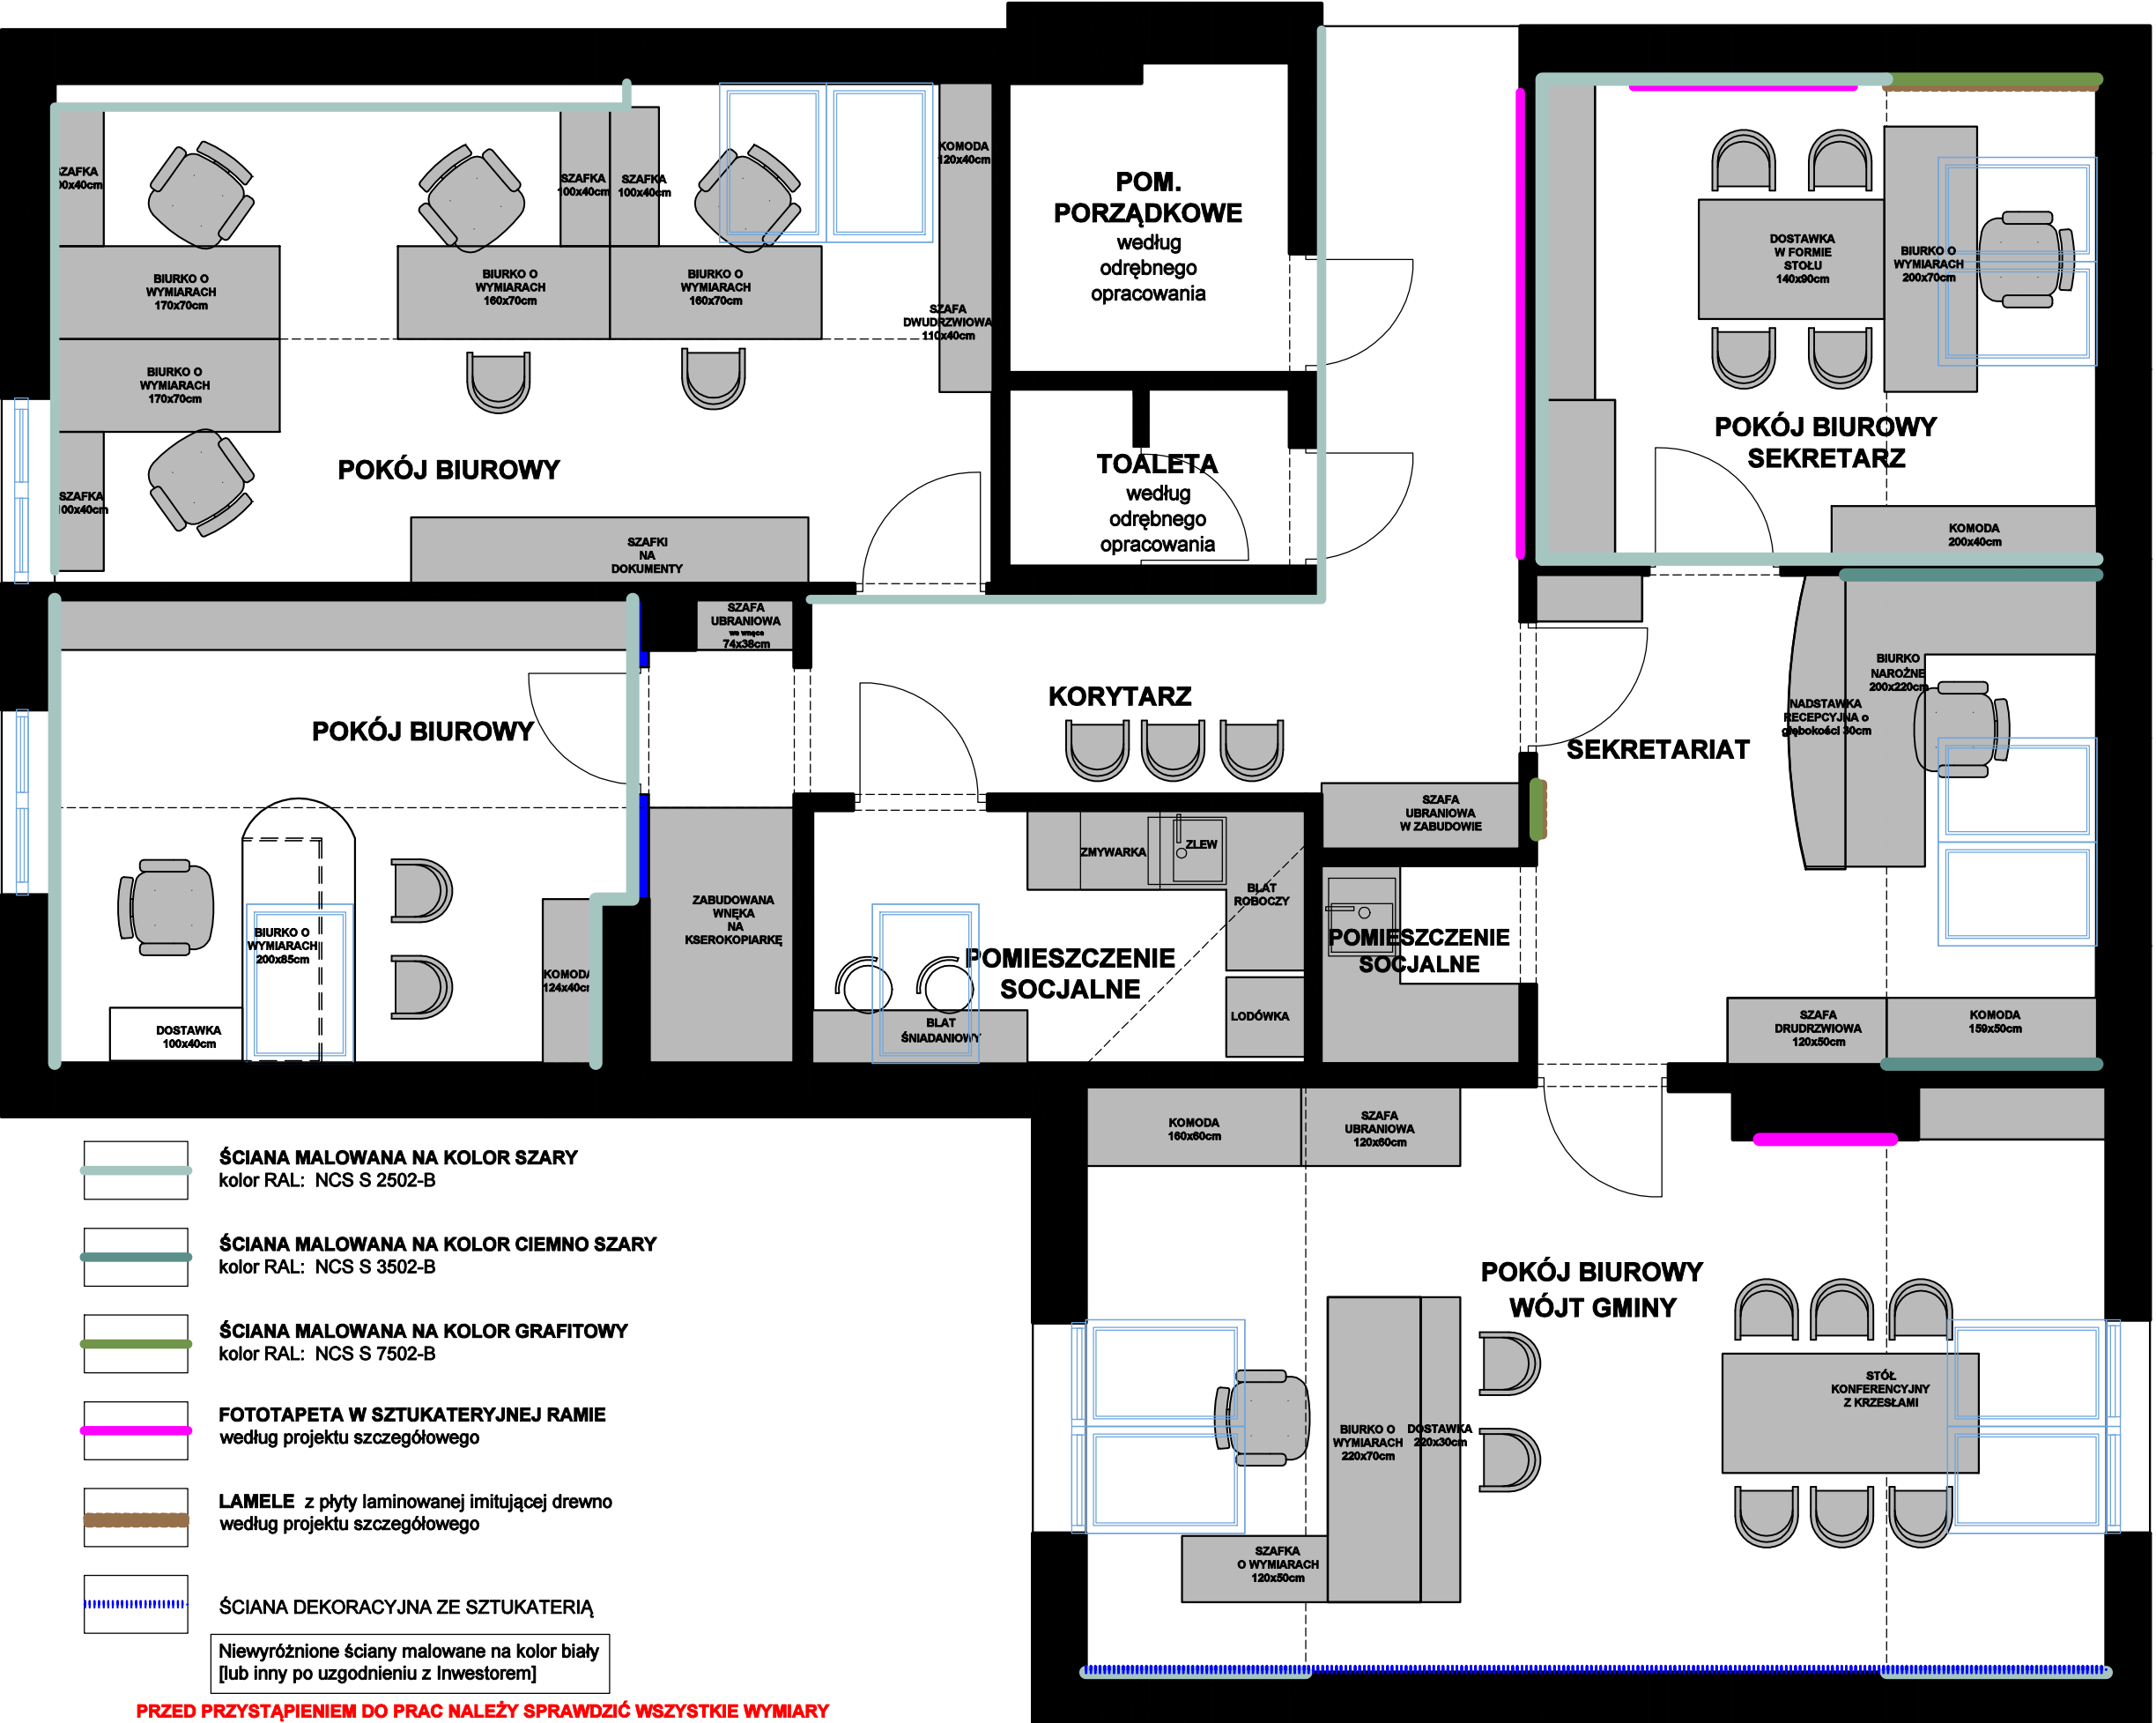 SZAFKA
100x40cm
SZAFKA
100x40cm
SZAFKA
100x40cm
KOMODA
120x40cm
BIURKO O
WYMIARACH
170x70cm
BIURKO O
WYMIARACH
160x70cm
BIURKO O
WYMIARACH
160x70cm
SZAFA
DWUDRZWIOWA
110x40cm
BIURKO O
WYMIARACH
170x70cm
POKÓJ BIUROWY
SZAFKA
100x40cm
SZAFKI
NA
DOKUMENTY
POM.
PORZĄDKOWE
według
odrębnego
opracowania
TOALETA
według
odrębnego
opracowania
DOSTAWKA
W FORMIE
STOŁU
140x90cm
BIURKO O
WYMIARACH
200x70cm
POKÓJ BIUROWY
SEKRETARZ
KOMODA
200x40cm
SZAFA
UBRANIOWA
we wnęce
74x38cm
POKÓJ BIUROWY
KORYTARZ
SEKRETARIAT
BIURKO
NAROŻNE
200x220cm
NADSTAWKA
RECEPCYJNA o
głębokości 30cm
BIURKO O
WYMIARACH
200x85cm
DOSTAWKA
100x40cm
KOMODA
124x40cm
ZABUDOWANA
WNĘKA
NA
KSEROKOPIARKĘ
ZMYWARKA
ZLEW
BLAT
ROBOCZY
POMIESZCZENIE
SOCJALNE
LODÓWKA
BLAT
ŚNIADANIOWY
SZAFA
UBRANIOWA
W ZABUDOWIE
POMIESZCZENIE
SOCJALNE
SZAFA
DRUDRZWIOWA
120x50cm
KOMODA
159x50cm
KOMODA
160x60cm
SZAFA
UBRANIOWA
120x60cm
POKÓJ BIUROWY
WÓJT GMINY
BIURKO O
WYMIARACH
220x70cm
DOSTAWKA
220x30cm
STÓŁ
KONFERENCYJNY
Z KRZESŁAMI
SZAFKA
O WYMIARACH
120x50cm
ŚCIANA MALOWANA NA KOLOR SZARY
kolor RAL: NCS S 2502-B
ŚCIANA MALOWANA NA KOLOR CIEMNO SZARY
kolor RAL: NCS S 3502-B
ŚCIANA MALOWANA NA KOLOR GRAFITOWY
kolor RAL: NCS S 7502-B
FOTOTAPETA W SZTUKATERYJNEJ RAMIE
według projektu szczegółowego
LAMELE z płyty laminowanej imitującej drewno
według projektu szczegółowego
ŚCIANA DEKORACYJNA ZE SZTUKATERIĄ
Niewyróżnione ściany malowane na kolor biały
[lub inny po uzgodnieniu z Inwestorem]
PRZED PRZYSTĄPIENIEM DO PRAC NALEŻY SPRAWDZIĆ WSZYSTKIE WYMIARY